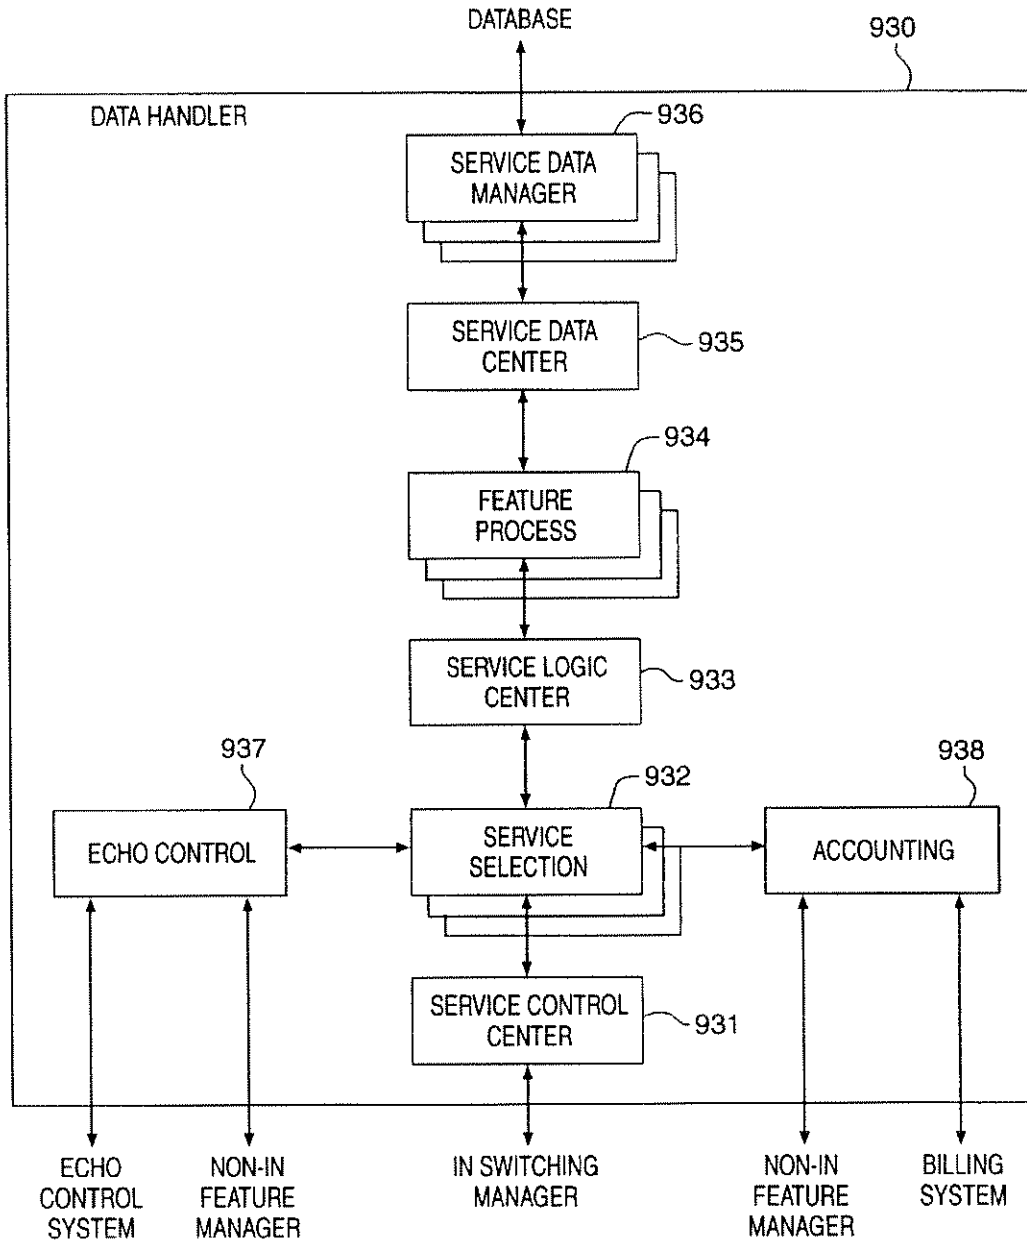 DATABASE
930
DATA HANDLER
936
SERVICE DATA
MANAGER
SERVICE DATA
CENTER
935
934
FEATURE
PROCESS
SERVICE LOGIC
CENTER
933
937
932
938
ECHO CONTROL
SERVICE
SELECTION
ACCOUNTING
SERVICE CONTROL
CENTER
931
ECHO
CONTROL
SYSTEM
NON-IN
FEATURE
MANAGER
IN SWITCHING
MANAGER
NON-IN
FEATURE
MANAGER
BILLING
SYSTEM